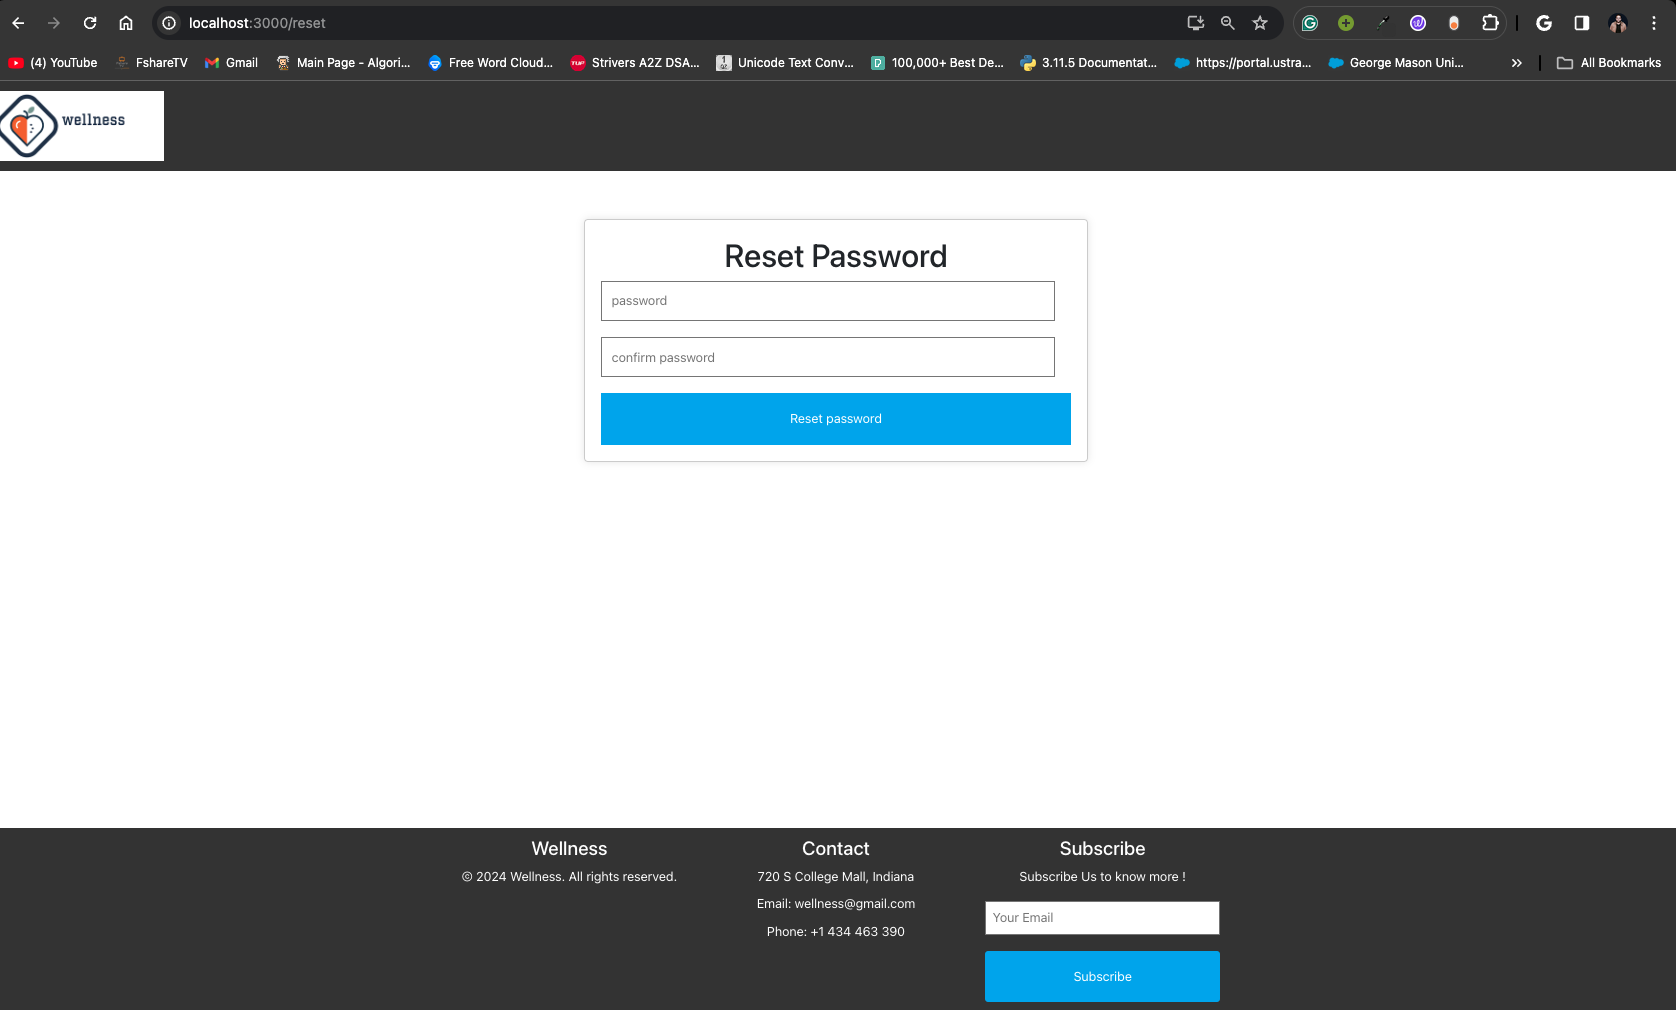 localhost:3000/reset
(4) YouTube
FshareTV
Gmail
Main Page - Algori...
Free Word Cloud...
TUF
Strivers A2Z DSA...
Unicode Text Conv...
100,000+ Best De...
3.11.5 Documentat...
https://portal.ustra...
George Mason Uni...
All Bookmarks
wellness
Reset Password
password
confirm password
Reset password
Wellness
© 2024 Wellness. All rights reserved.
Contact
720 S College Mall, Indiana
Email: wellness@gmail.com
Phone: +1 434 463 390
Subscribe
Subscribe Us to know more !
Your Email
Subscribe